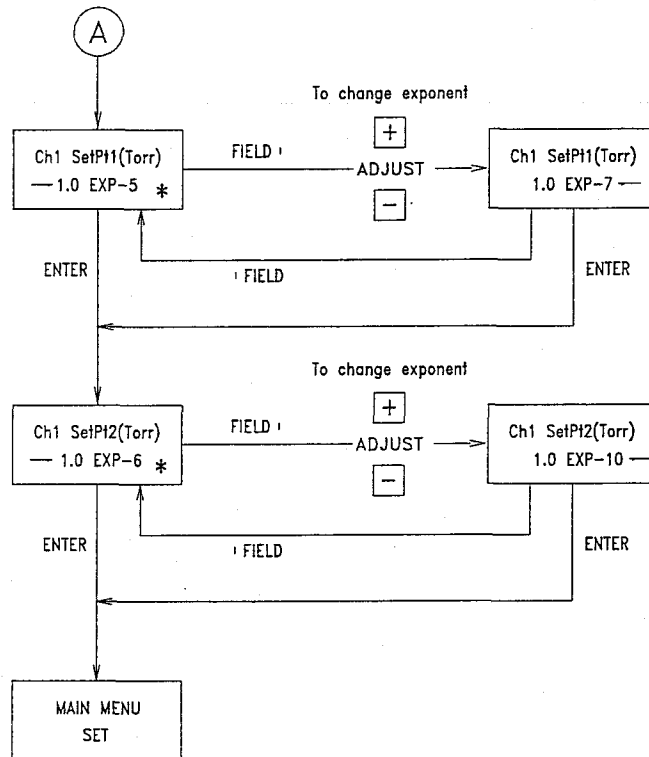 A
To change exponent
+
Ch1 SetPt1(Torr)
— 1.0 EXP-5 *
FIELD
ADJUST
Ch1 SetPt1(Torr)
1.0 EXP-7 —
−
ENTER
FIELD
ENTER
To change exponent
+
Ch1 SetPt2(Torr)
— 1.0 EXP-6 *
FIELD
ADJUST
Ch1 SetPt2(Torr)
1.0 EXP-10 —
−
ENTER
FIELD
ENTER
MAIN MENU
SET